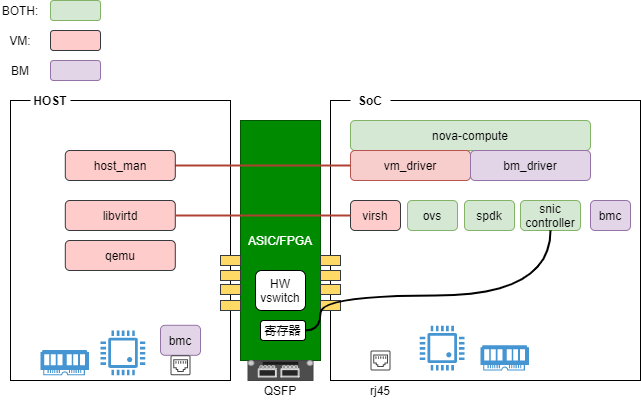 BOTH:
VM:
BM
HOST
SoC
nova-compute
host_man
vm_driver
bm_driver
libvirtd
virsh
ovs
spdk
snic
controller
bmc
qemu
ASIC/FPGA
HW
vswitch
寄存器
bmc
QSFP
rj45